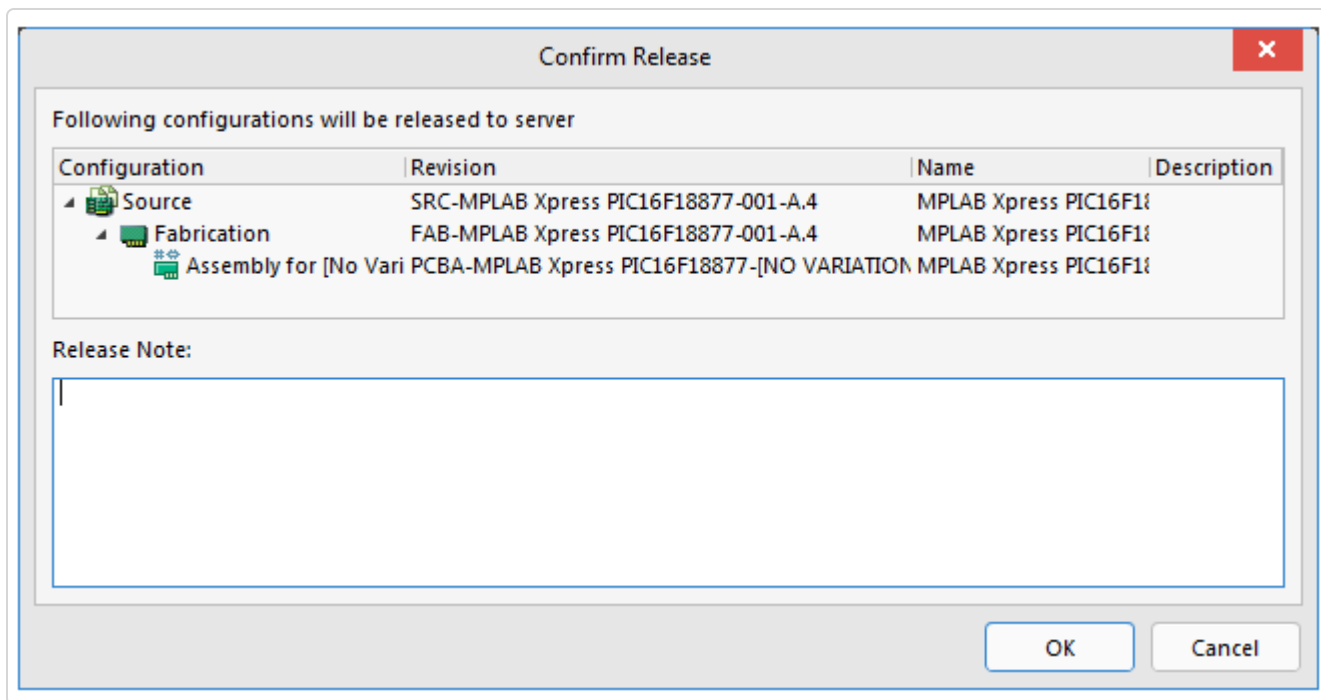 Confirm Release
Following configurations will be released to server
Configuration Revision Name Description
Source SRC-MPLAB Xpress PIC16F18877-001-A.4 MPLAB Xpress PIC16F18
Fabrication FAB-MPLAB Xpress PIC16F18877-001-A.4 MPLAB Xpress PIC16F18
Assembly for [No Vari PCBA-MPLAB Xpress PIC16F18877-[NO VARIATION MPLAB Xpress PIC16F18
Release Note:
OK Cancel